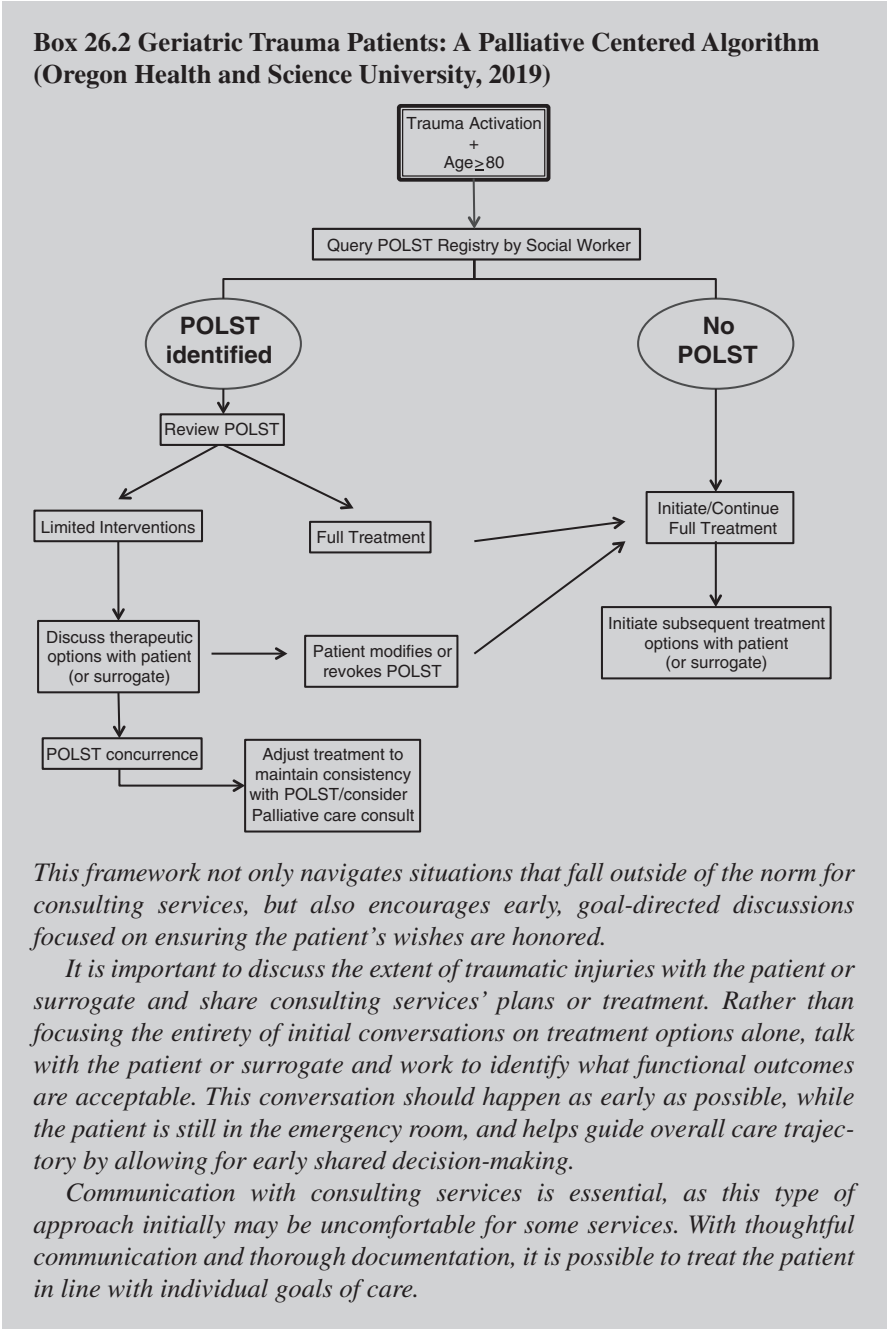 Box 26.2 Geriatric Trauma Patients: A Palliative Centered Algorithm
(Oregon Health and Science University, 2019)
Trauma Activation
+
Age≥80
Query POLST Registry by Social Worker
POLST
identified
No
POLST
Review POLST
Limited Interventions
Full Treatment
Initiate/Continue
Full Treatment
Discuss therapeutic
options with patient
(or surrogate)
Patient modifies or
revokes POLST
Initiate subsequent treatment
options with patient
(or surrogate)
POLST concurrence
Adjust treatment to
maintain consistency
with POLST/consider
Palliative care consult
This framework not only navigates situations that fall outside of the norm for
consulting services, but also encourages early, goal-directed discussions
focused on ensuring the patient's wishes are honored.
It is important to discuss the extent of traumatic injuries with the patient or
surrogate and share consulting services' plans or treatment. Rather than
focusing the entirety of initial conversations on treatment options alone, talk
with the patient or surrogate and work to identify what functional outcomes
are acceptable. This conversation should happen as early as possible, while
the patient is still in the emergency room, and helps guide overall care trajec-
tory by allowing for early shared decision-making.
Communication with consulting services is essential, as this type of
approach initially may be uncomfortable for some services. With thoughtful
communication and thorough documentation, it is possible to treat the patient
in line with individual goals of care.